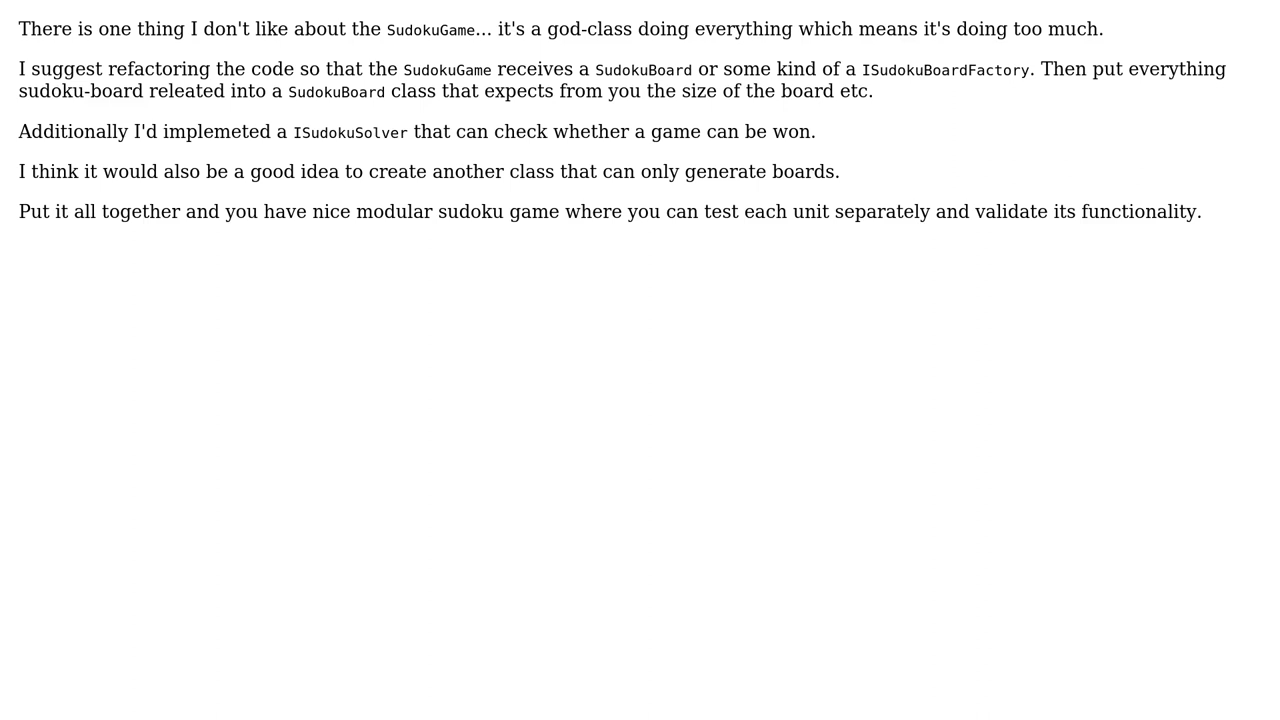 There is one thing I don't like about the SudokuGame... it's a god-class doing everything which means it's doing too much.
I suggest refactoring the code so that the SudokuGame receives a SudokuBoard or some kind of a ISudokuBoardFactory. Then put everything
sudoku-board releated into a SudokuBoard class that expects from you the size of the board etc.
Additionally I'd implemeted a ISudokuSolver that can check whether a game can be won.
I think it would also be a good idea to create another class that can only generate boards.
Put it all together and you have nice modular sudoku game where you can test each unit separately and validate its functionality.